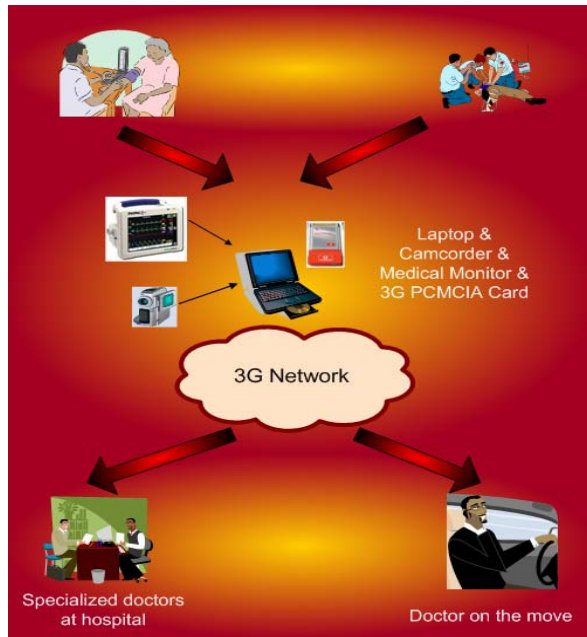 Laptop &
Camcorder &
Medical Monitor &
3G PCMCIA Card
3G Network
Specialized doctors
at hospital
Doctor on the move